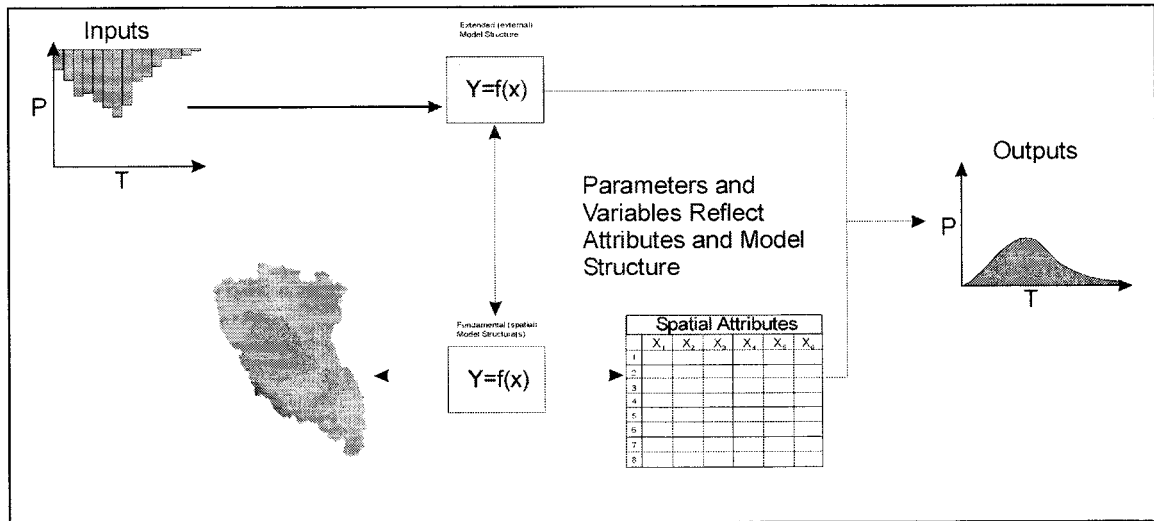 Inputs
P
T
Extended (external)
Model Structure
Y=f(x)
Parameters and
Variables Reflect
Attributes and Model
Structure
Outputs
P
T
Fundamental (spatial)
Model Structure(s)
Y=f(x)
Spatial Attributes
X1 X2 X3 X4 X5 X6
1
2
3
4
5
6
7
8